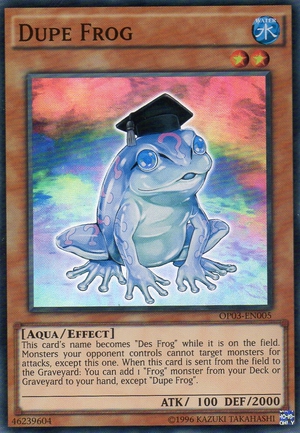 Dupe Frog
WATER
水
OP03-EN005
[Aqua/Effect]
This card's name becomes "Des Frog" while it is on the field.
Monsters your opponent controls cannot target monsters
for attacks, except this one. When this card is sent from the field
to the Graveyard: You can add 1 "Frog" monster from your Deck or
Graveyard to your hand, except "Dupe Frog".
ATK/ 100 DEF/2000
46239604
©1996 KAZUKI TAKAHASHI